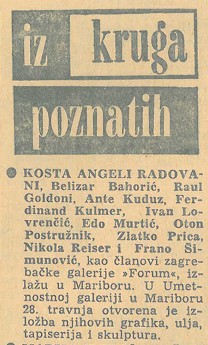 iz kruga
poznatih
● KOSTA ANGELI RADOVA-
NI, Belizar Bahorić, Raul
Goldoni, Ante Kuduz, Fer-
dinand Kulmer, Ivan Lo-
vrenčić, Edo Murtić, Oton
Postružnik, Zlatko Prica,
Nikola Reiser i Frano Ši-
munović, kao članovi zagre-
bačke galerije »Forum«, iz-
lažu u Mariboru. U Umet-
nostnoj galeriji u Mariboru
28. travnja otvorena je iz-
ložba njihovih grafika, ulja,
tapiserija i skulptura.